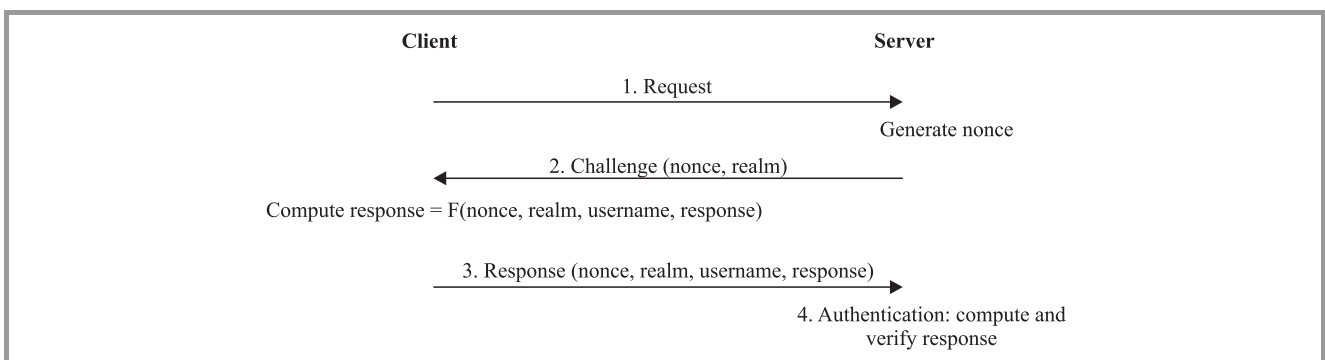 Client
Server
1. Request
Generate nonce
2. Challenge (nonce, realm)
Compute response = F(nonce, realm, username, response)
3. Response (nonce, realm, username, response)
4. Authentication: compute and
verify response